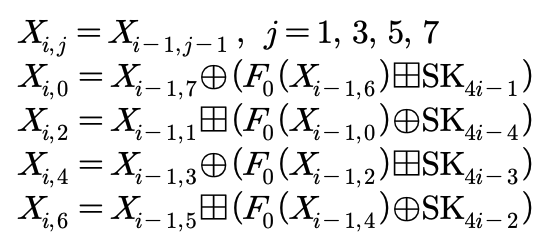 X_{i,j} = X_{i−1,j−1} , j = 1, 3, 5, 7
X_{i,0} = X_{i−1,7} ⊕ (F_0(X_{i−1,6}) ⊞ SK_{4i−1})
X_{i,2} = X_{i−1,1} ⊞ (F_0(X_{i−1,0}) ⊕ SK_{4i−4})
X_{i,4} = X_{i−1,3} ⊕ (F_0(X_{i−1,2}) ⊞ SK_{4i−3})
X_{i,6} = X_{i−1,5} ⊞ (F_0(X_{i−1,4}) ⊕ SK_{4i−2})